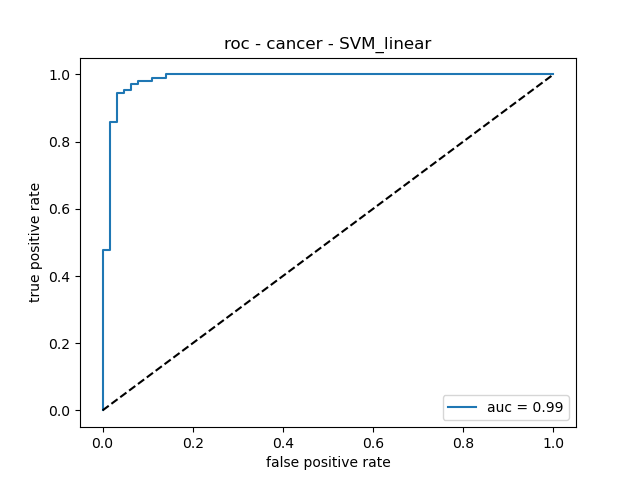 roc - cancer - SVM_linear
true positive rate
1.0
0.8
0.6
0.4
0.2
0.0
auc = 0.99
0.0 0.2 0.4 0.6 0.8 1.0
false positive rate